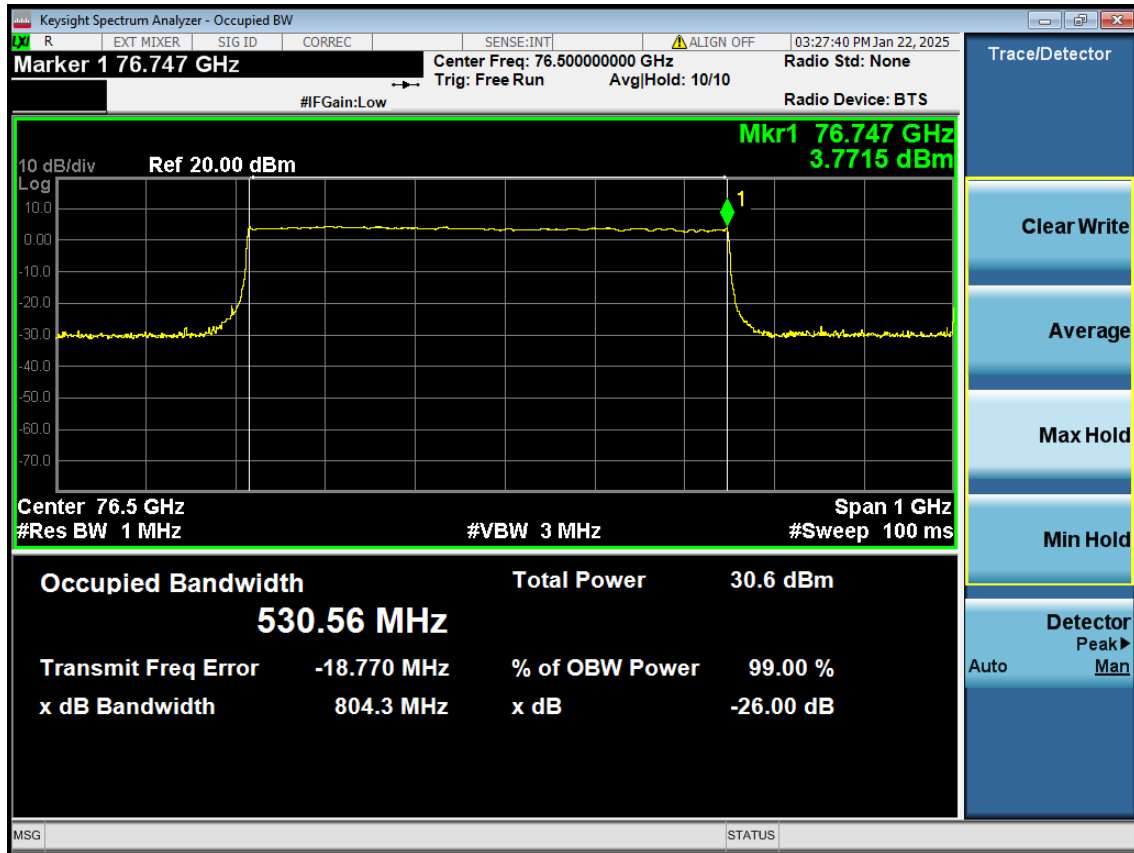 Keysight Spectrum Analyzer - Occupied BW
LXI R EXT MIXER SIG ID CORREC SENSE:INT ALIGN OFF 03:27:40 PM Jan 22, 2025
Marker 1 76.747 GHz
Center Freq: 76.500000000 GHz
Radio Std: None
Trig: Free Run Avg|Hold: 10/10
#IFGain:Low
Radio Device: BTS
Mkr1 76.747 GHz
3.7715 dBm
10 dB/div Ref 20.00 dBm
Log
10.0
0.00
-10.0
-20.0
-30.0
-40.0
-50.0
-60.0
-70.0
1
Center 76.5 GHz Span 1 GHz
#Res BW 1 MHz #VBW 3 MHz #Sweep 100 ms
Occupied Bandwidth Total Power 30.6 dBm
530.56 MHz
Transmit Freq Error -18.770 MHz % of OBW Power 99.00 %
x dB Bandwidth 804.3 MHz x dB -26.00 dB
MSG STATUS
Trace/Detector
Clear Write
Average
Max Hold
Min Hold
Detector
Peak▶
Auto Man